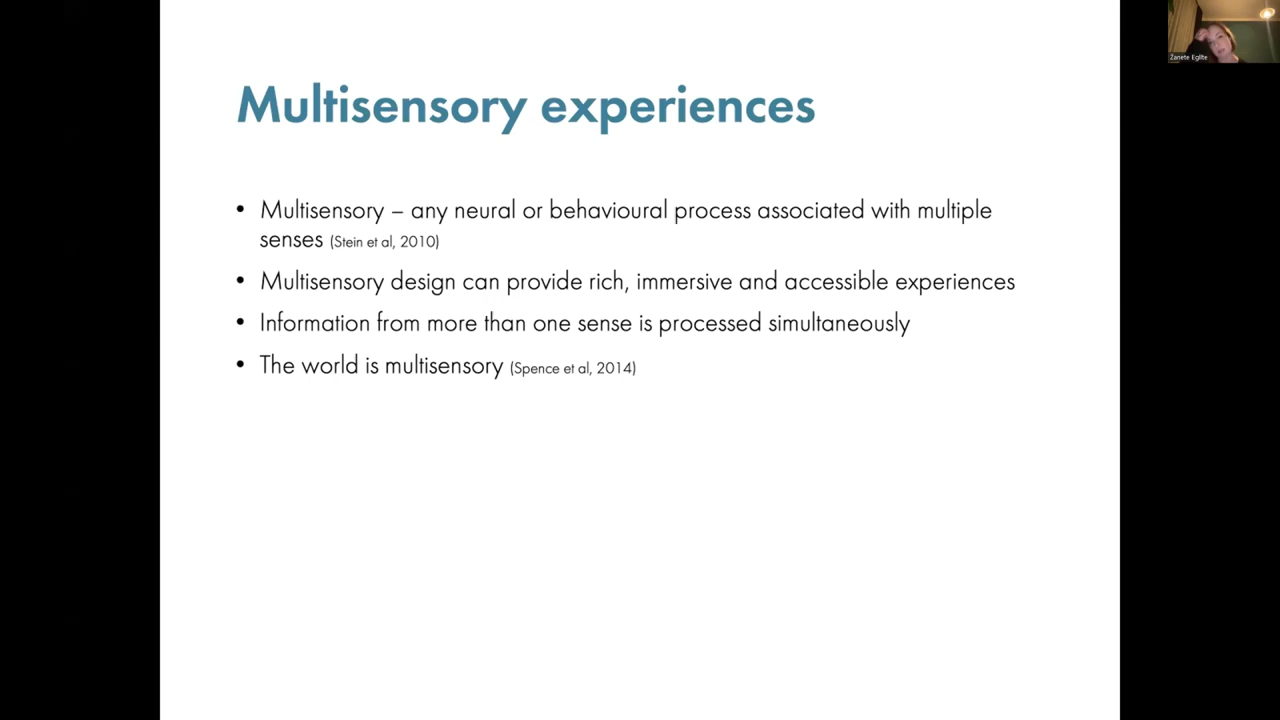 Multisensory experiences
• Multisensory – any neural or behavioural process associated with multiple
senses (Stein et al, 2010)
• Multisensory design can provide rich, immersive and accessible experiences
• Information from more than one sense is processed simultaneously
• The world is multisensory (Spence et al, 2014)
Zanete Eglite